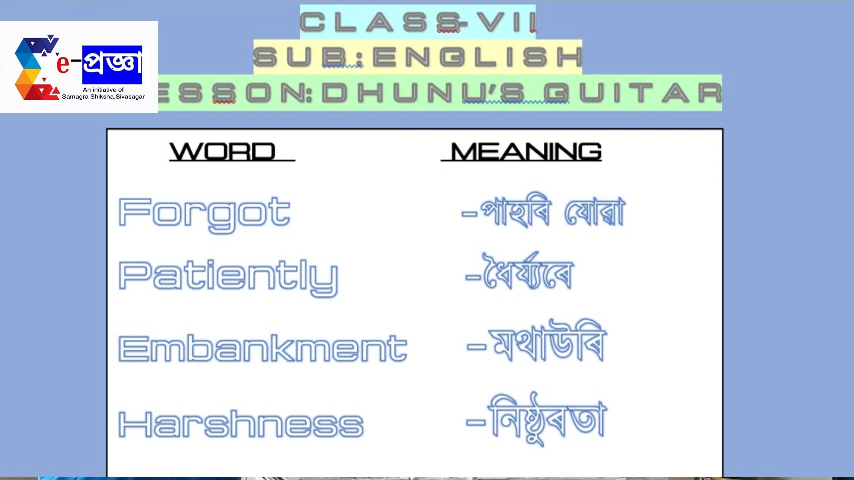 CLASS-VII
SUB:ENGLISH
ESSON:DHUNU'S GUITAR
e-প্ৰজ্ঞা
An initiative of
Samagra Shiksha,Sivasagar
WORD MEANING
Forgot -পাহৰি যোৱা
Patiently -ধৈৰ্য্যৰে
Embankment -মথাউৰি
Harshness -নিষ্ঠুৰতা